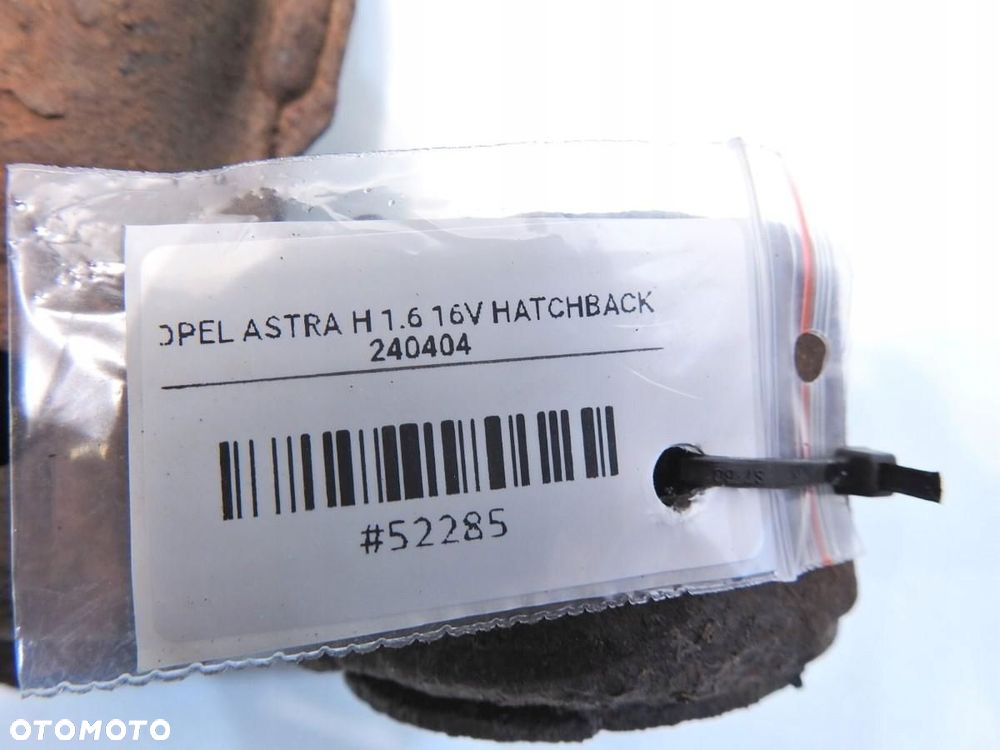 OPEL ASTRA H 1.6 16V HATCHBACK
240404
#52285
OTOMOTO